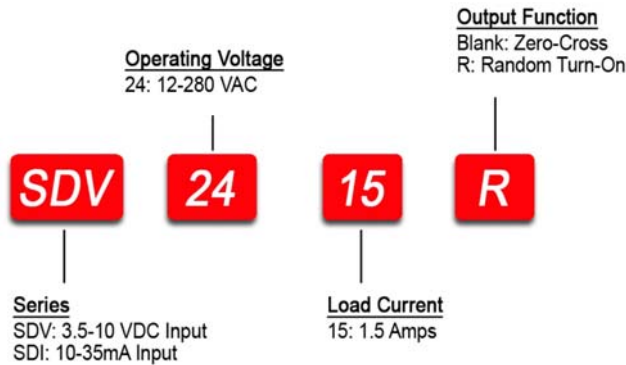 Output Function
Blank: Zero-Cross
R: Random Turn-On
Operating Voltage
24: 12-280 VAC
SDV 24 15 R
Series
SDV: 3.5-10 VDC Input
SDI: 10-35mA Input
Load Current
15: 1.5 Amps